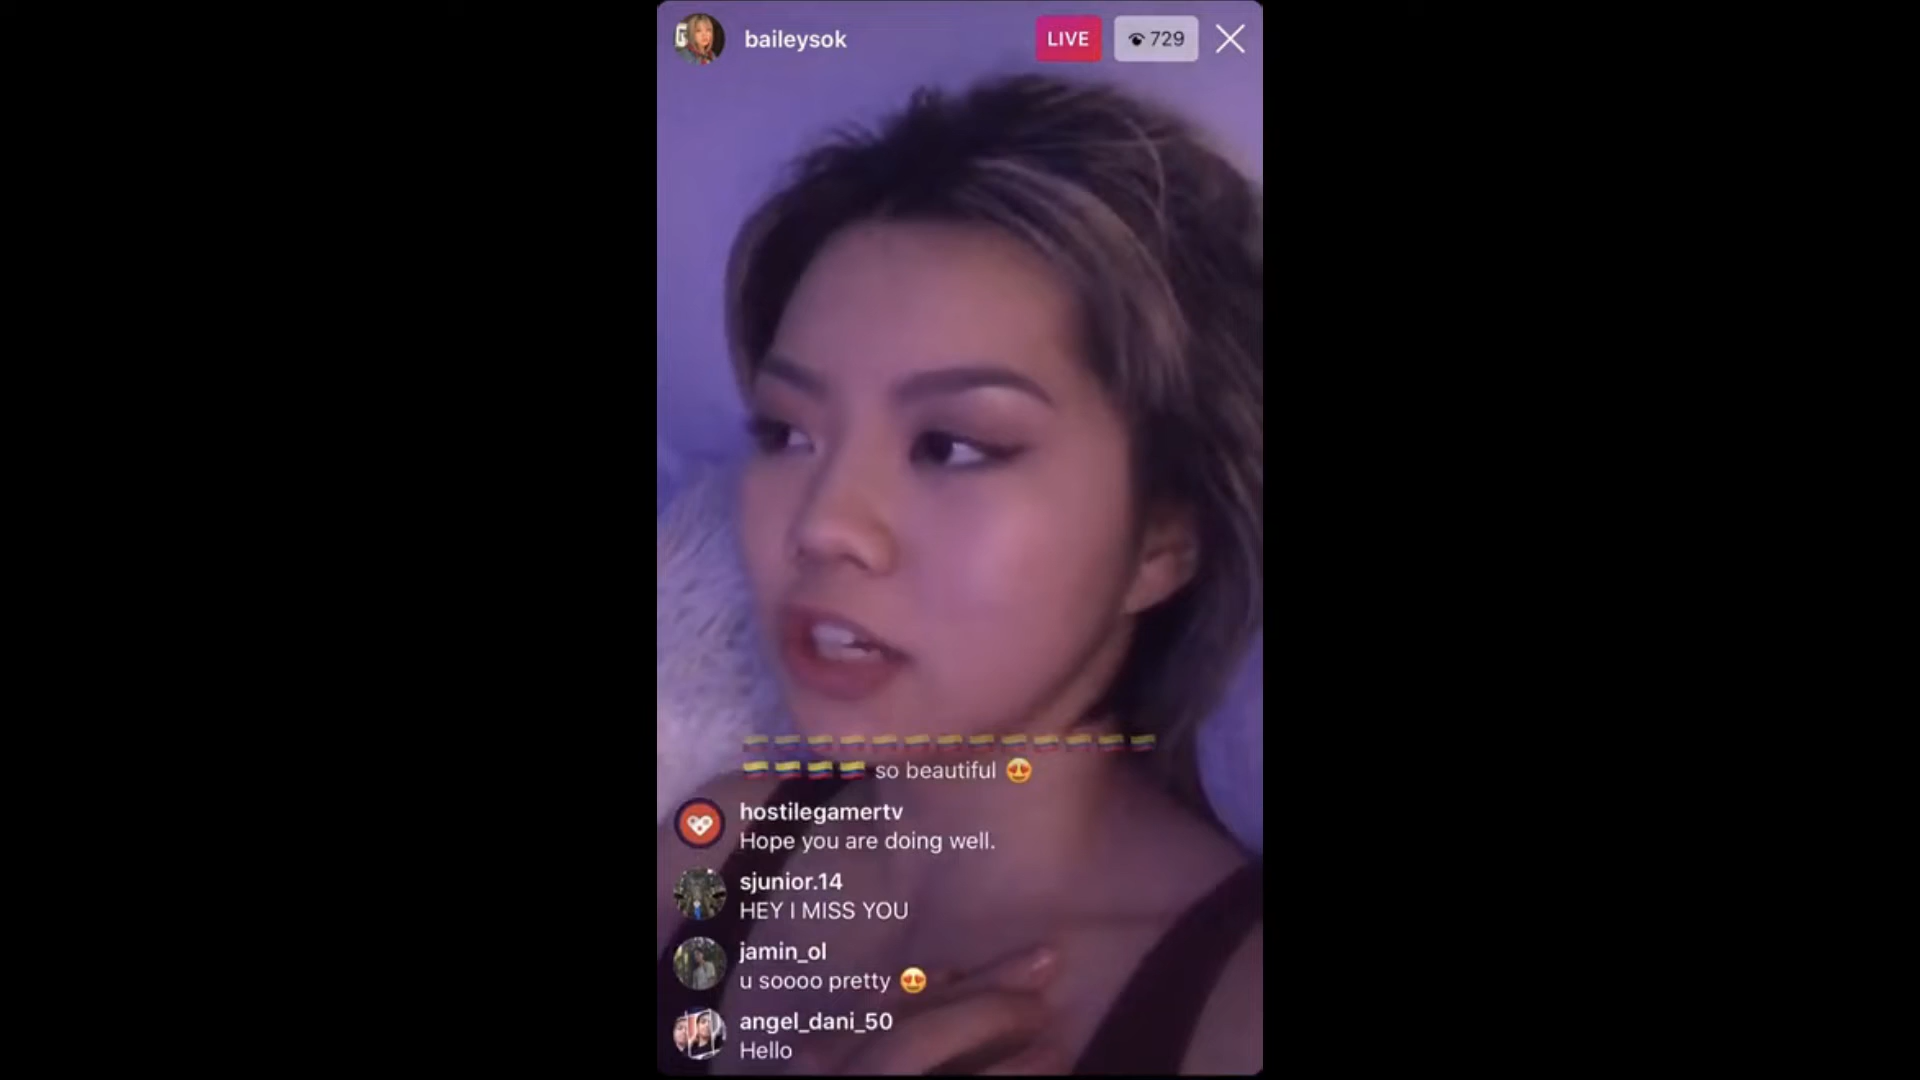 baileysok
LIVE
729
🇨🇴🇨🇴🇨🇴🇨🇴🇨🇴🇨🇴🇨🇴🇨🇴🇨🇴🇨🇴🇨🇴🇨🇴🇨🇴
🇨🇴🇨🇴🇨🇴🇨🇴 so beautiful 😍
hostilegamertv
Hope you are doing well.
sjunior.14
HEY I MISS YOU
jamin_ol
u soooo pretty 😍
angel_dani_50
Hello